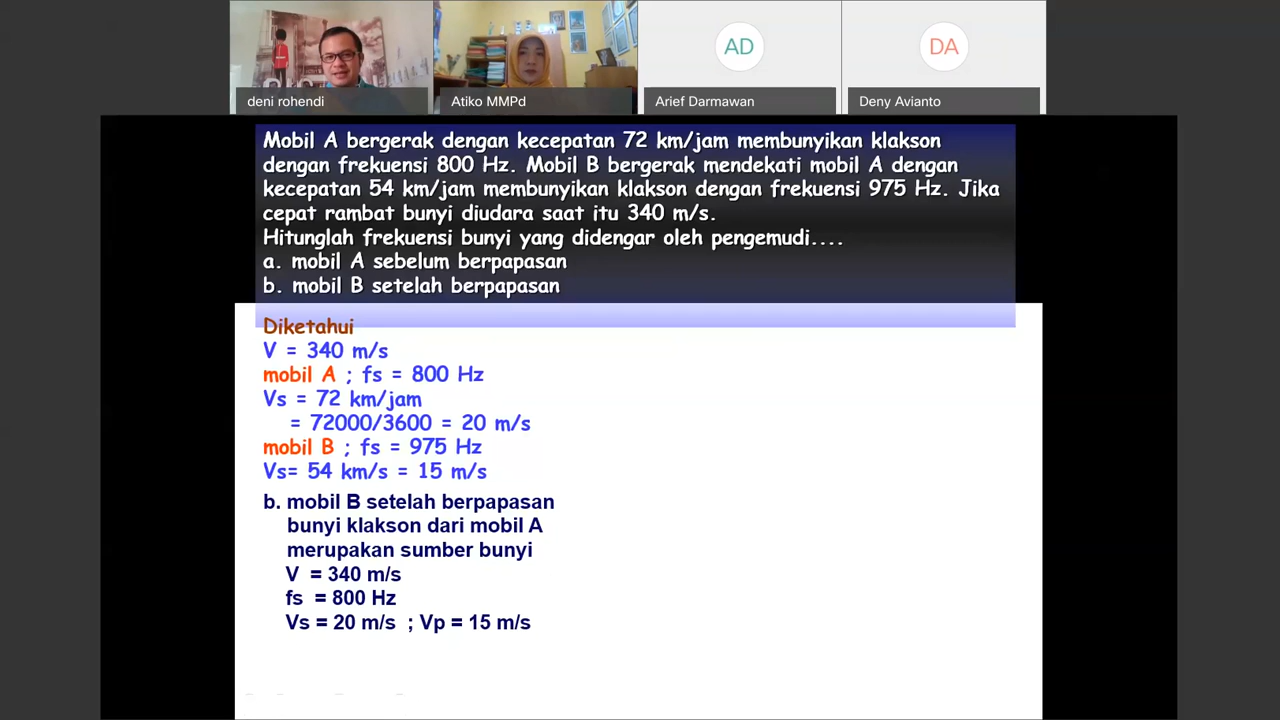 deni rohendi
Atiko MMPd
AD
Arief Darmawan
DA
Deny Avianto
Mobil A bergerak dengan kecepatan 72 km/jam membunyikan klakson
dengan frekuensi 800 Hz. Mobil B bergerak mendekati mobil A dengan
kecepatan 54 km/jam membunyikan klakson dengan frekuensi 975 Hz. Jika
cepat rambat bunyi diudara saat itu 340 m/s.
Hitunglah frekuensi bunyi yang didengar oleh pengemudi....
a. mobil A sebelum berpapasan
b. mobil B setelah berpapasan
Diketahui
V = 340 m/s
mobil A ; fs = 800 Hz
Vs = 72 km/jam
= 72000/3600 = 20 m/s
mobil B ; fs = 975 Hz
Vs= 54 km/s = 15 m/s
b. mobil B setelah berpapasan
bunyi klakson dari mobil A
merupakan sumber bunyi
V = 340 m/s
fs = 800 Hz
Vs = 20 m/s ; Vp = 15 m/s